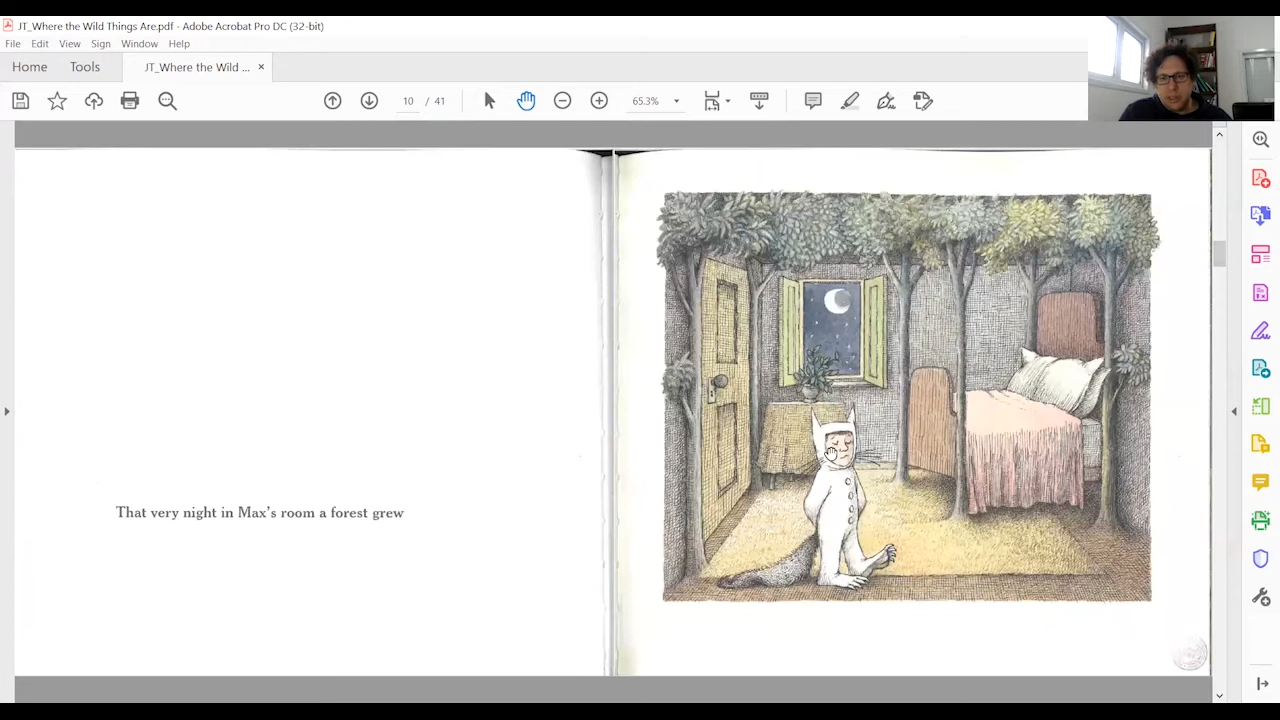 JT_Where the Wild Things Are.pdf - Adobe Acrobat Pro DC (32-bit)
File Edit View Sign Window Help
Home Tools JT_Where the Wild ... ×
10 / 41 65.3%
That very night in Max's room a forest grew